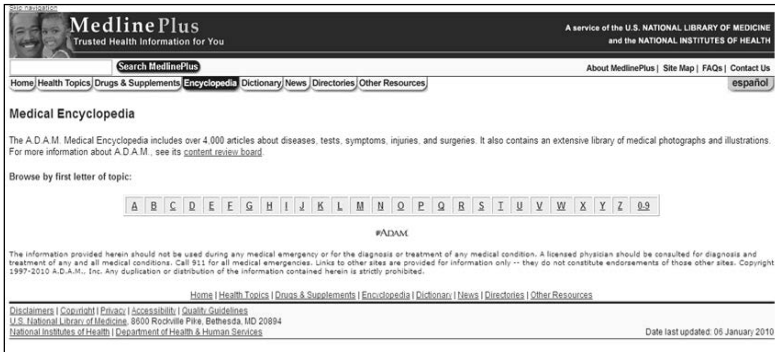 Skip navigation
MedlinePlus
Trusted Health Information for You
A service of the U.S. NATIONAL LIBRARY OF MEDICINE
and the NATIONAL INSTITUTES OF HEALTH
Search MedlinePlus
About MedlinePlus | Site Map | FAQs | Contact Us
Home Health Topics Drugs & Supplements Encyclopedia Dictionary News Directories Other Resources
español
Medical Encyclopedia
The A.D.A.M. Medical Encyclopedia includes over 4,000 articles about diseases, tests, symptoms, injuries, and surgeries. It also contains an extensive library of medical photographs and illustrations.
For more information about A.D.A.M., see its content review board.
Browse by first letter of topic:
A B C D E F G H I J K L M N O P Q R S T U V W X Y Z 0-9
ADAM
The information provided herein should not be used during any medical emergency or for the diagnosis or treatment of any medical condition. A licensed physician should be consulted for diagnosis and
treatment of any and all medical conditions. Call 911 for all medical emergencies. Links to other sites are provided for information only -- they do not constitute endorsements of those other sites. Copyright
1997-2010 A.D.A.M., Inc. Any duplication or distribution of the information contained herein is strictly prohibited.
Home | Health Topics | Drugs & Supplements | Encyclopedia | Dictionary | News | Directories | Other Resources
Disclaimers | Copyright | Privacy | Accessibility | Quality Guidelines
U.S. National Library of Medicine, 8600 Rockville Pike, Bethesda, MD 20894
National Institutes of Health | Department of Health & Human Services
Date last updated: 06 January 2010